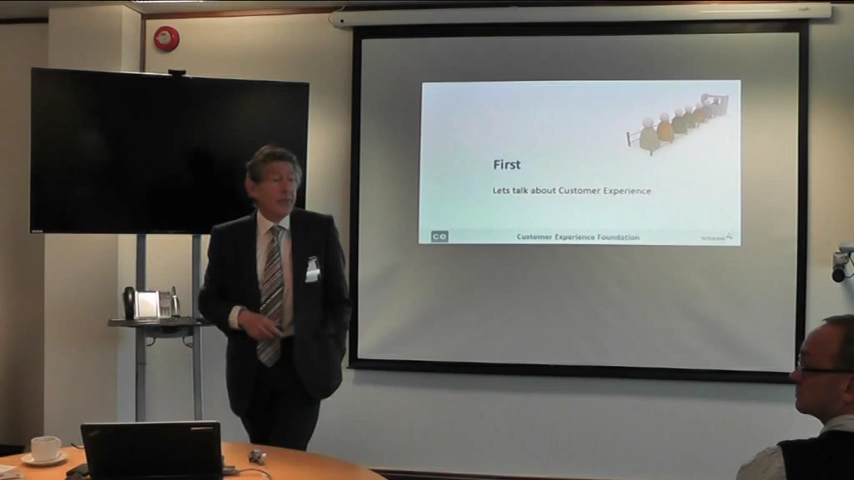 First
Lets talk about Customer Experience
ce
Customer Experience Foundation